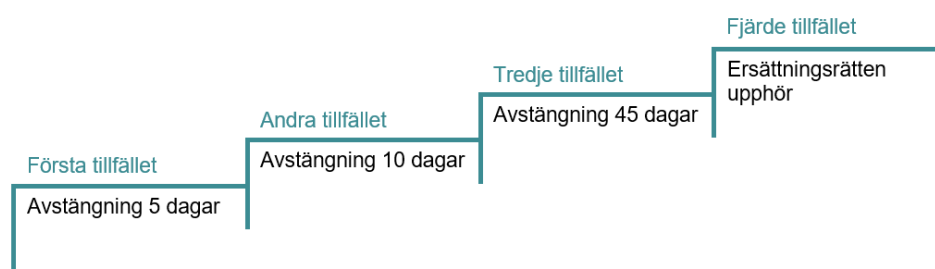 Första tillfället
Avstängning 5 dagar
Andra tillfället
Avstängning 10 dagar
Tredje tillfället
Avstängning 45 dagar
Fjärde tillfället
Ersättningsrätten
upphör